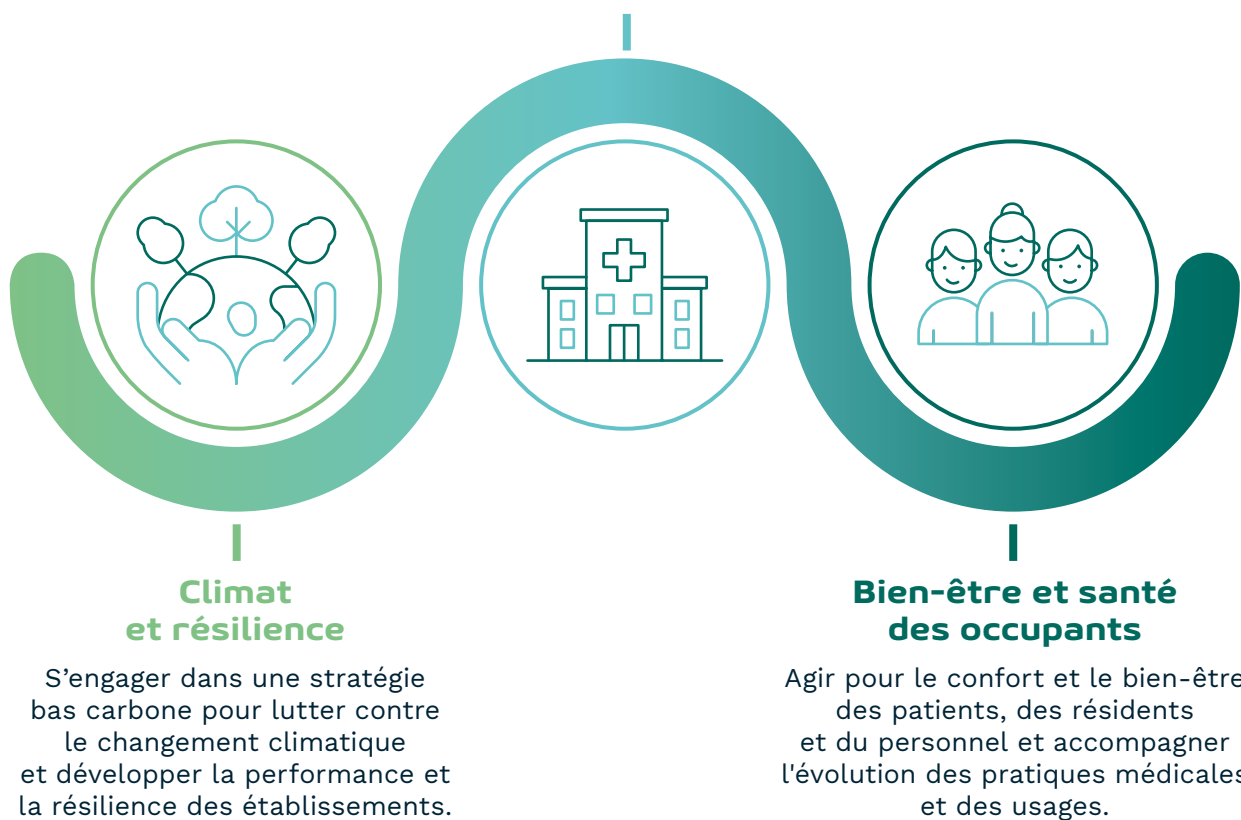 Climat
et résilience
S’engager dans une stratégie
bas carbone pour lutter contre
le changement climatique
et développer la performance et
la résilience des établissements.
Bien-être et santé
des occupants
Agir pour le confort et le bien-être
des patients, des résidents
et du personnel et accompagner
l'évolution des pratiques médicales
et des usages.